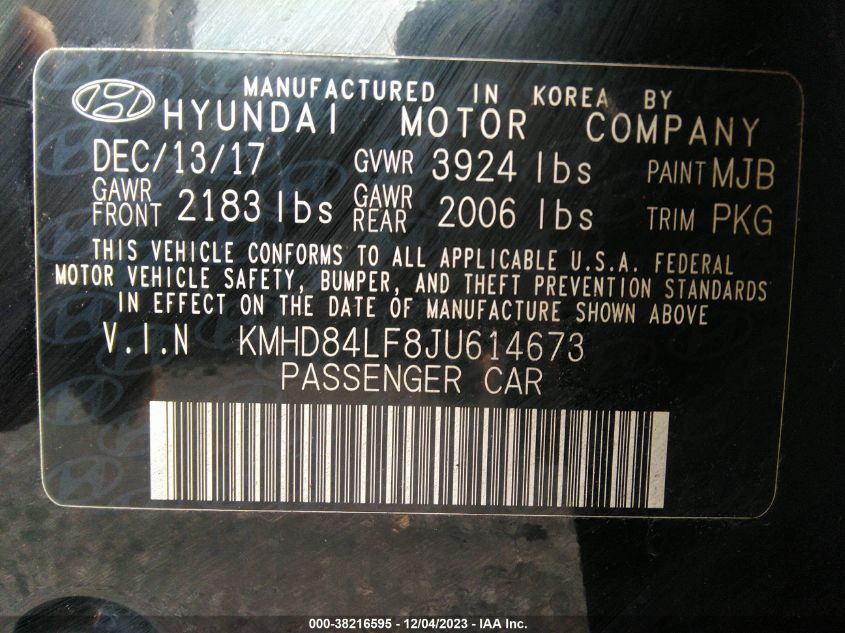 MANUFACTURED IN KOREA BY
HYUNDAI MOTOR COMPANY
DEC/13/17 GVWR 3924 lbs PAINT MJB
GAWR FRONT 2183 lbs GAWR REAR 2006 lbs TRIM PKG
THIS VEHICLE CONFORMS TO ALL APPLICABLE U.S.A. FEDERAL
MOTOR VEHICLE SAFETY, BUMPER, AND THEFT PREVENTION STANDARDS
IN EFFECT ON THE DATE OF MANUFACTURE SHOWN ABOVE
V.I.N KMHD84LF8JU614673
PASSENGER CAR
000-38216595 - 12/04/2023 - IAA Inc.